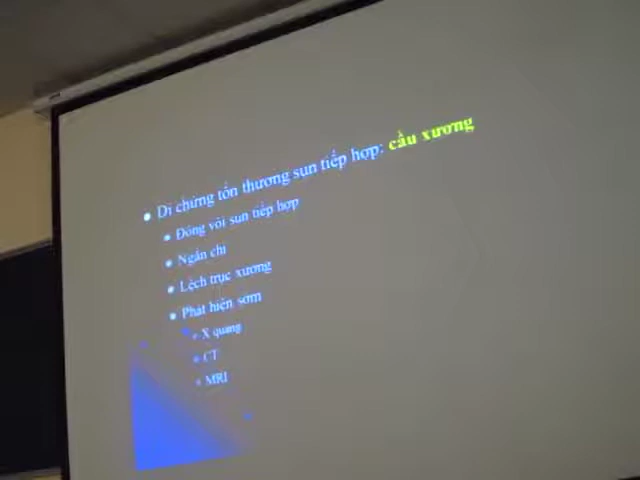 Di chứng tổn thương sụn tiếp hợp: cầu xương
Đóng vôi sụn tiếp hợp
Ngắn chi
Lệch trục xương
Phát hiện sớm
X quang
CT
MRI